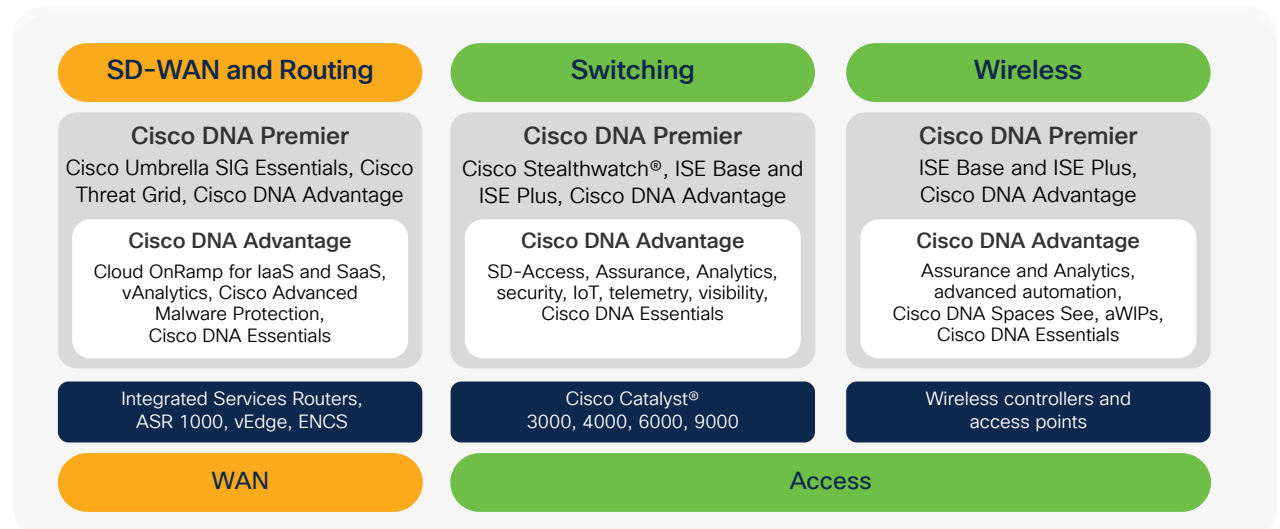 SD-WAN and Routing
Cisco DNA Premier
Cisco Umbrella SIG Essentials, Cisco
Threat Grid, Cisco DNA Advantage
Cisco DNA Advantage
Cloud OnRamp for IaaS and SaaS,
vAnalytics, Cisco Advanced
Malware Protection,
Cisco DNA Essentials
Integrated Services Routers,
ASR 1000, vEdge, ENCS
WAN
Switching
Cisco DNA Premier
Cisco Stealthwatch®, ISE Base and
ISE Plus, Cisco DNA Advantage
Cisco DNA Advantage
SD-Access, Assurance, Analytics,
security, IoT, telemetry, visibility,
Cisco DNA Essentials
Cisco Catalyst®
3000, 4000, 6000, 9000
Wireless
Cisco DNA Premier
ISE Base and ISE Plus,
Cisco DNA Advantage
Cisco DNA Advantage
Assurance and Analytics,
advanced automation,
Cisco DNA Spaces See, aWIPs,
Cisco DNA Essentials
Wireless controllers and
access points
Access